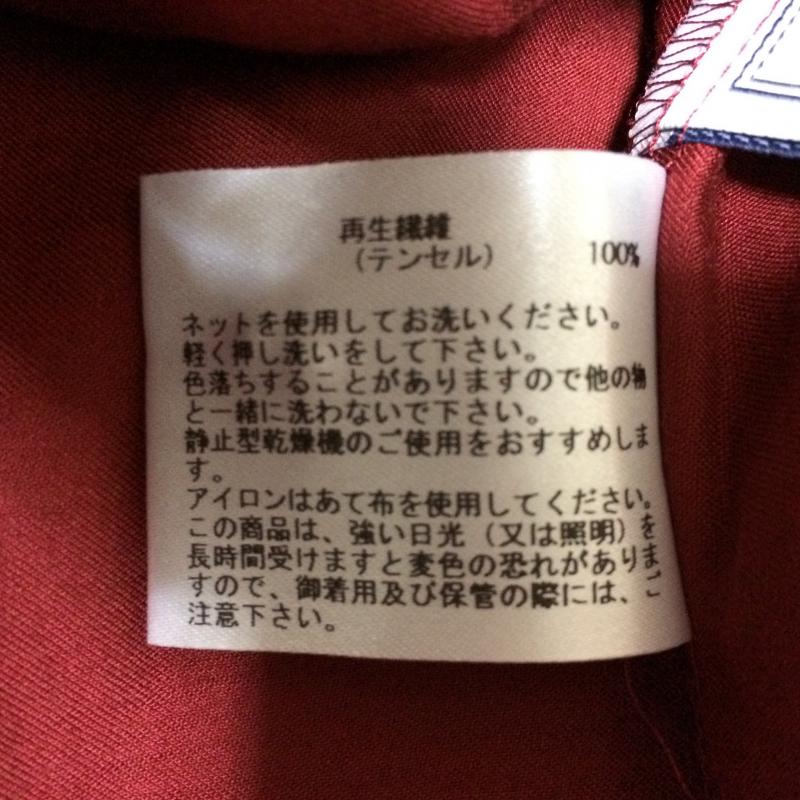 再生繊維
（テンセル） 100%
ネットを使用してお洗いください。
軽く押し洗いをして下さい。
色落ちすることがありますので他の物
と一緒に洗わないで下さい。
静止型乾燥機のご使用をおすすめしま
す。
アイロンはあて布を使用してください。
この商品は、強い日光（又は照明）を
長時間受けますと変色の恐れがありま
すので、御着用及び保管の際には、ご
注意下さい。